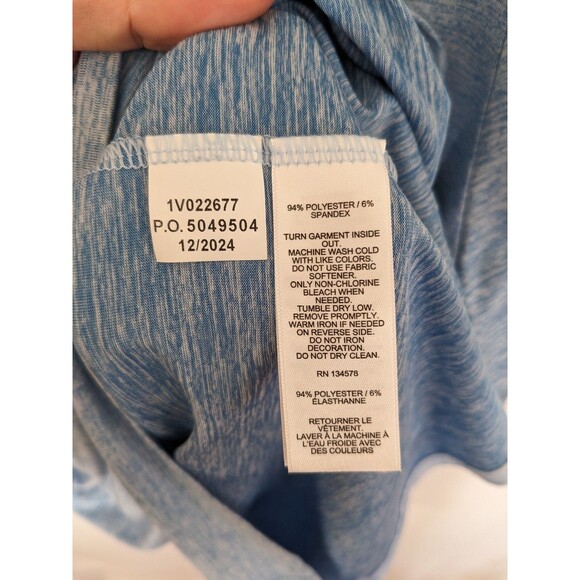 1V022677
P.O. 5049504
12/2024
94% POLYESTER / 6%
SPANDEX
TURN GARMENT INSIDE
OUT.
MACHINE WASH COLD
WITH LIKE COLORS.
DO NOT USE FABRIC
SOFTENER.
ONLY NON-CHLORINE
BLEACH WHEN
NEEDED.
TUMBLE DRY LOW.
REMOVE PROMPTLY.
WARM IRON IF NEEDED
ON REVERSE SIDE.
DO NOT IRON
DECORATION.
DO NOT DRY CLEAN.
RN 134578
94% POLYESTER / 6%
ÉLASTHANNE
RETOURNER LE
VÊTEMENT.
LAVER À LA MACHINE À
L'EAU FROIDE AVEC
DES COULEURS